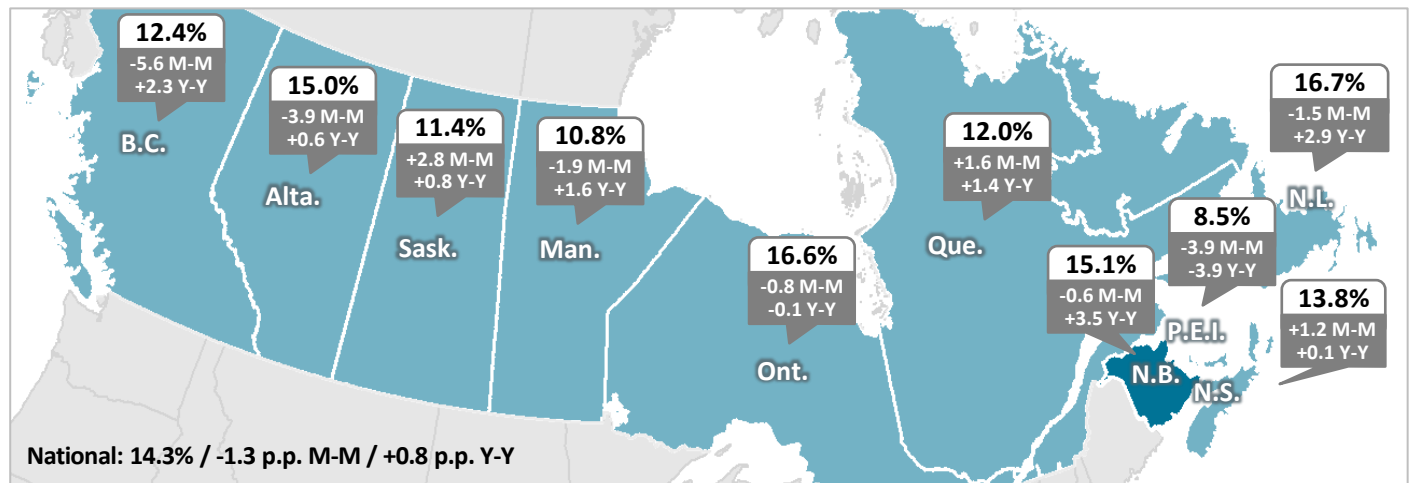 12.4%
-5.6 M-M
+2.3 Y-Y
B.C.
15.0%
-3.9 M-M
+0.6 Y-Y
Alta.
11.4%
+2.8 M-M
+0.8 Y-Y
Sask.
10.8%
-1.9 M-M
+1.6 Y-Y
Man.
16.6%
-0.8 M-M
-0.1 Y-Y
Ont.
12.0%
+1.6 M-M
+1.4 Y-Y
Que.
16.7%
-1.5 M-M
+2.9 Y-Y
N.L.
8.5%
-3.9 M-M
-3.9 Y-Y
P.E.I.
15.1%
-0.6 M-M
+3.5 Y-Y
N.B.
13.8%
+1.2 M-M
+0.1 Y-Y
N.S.
National: 14.3% / -1.3 p.p. M-M / +0.8 p.p. Y-Y